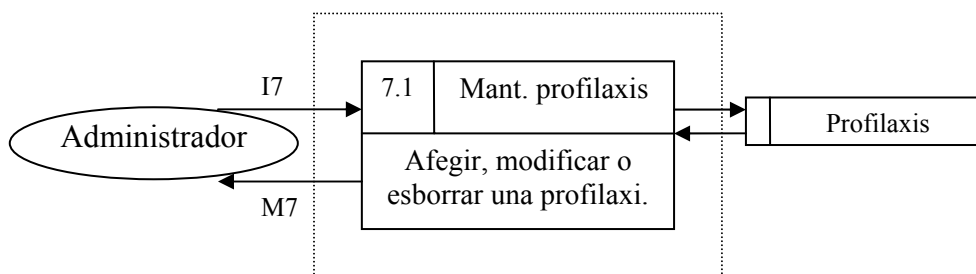 I7
7.1
Mant. profilaxis
Administrador
Profilaxis
Afegir, modificar o
esborrar una profilaxi.
M7